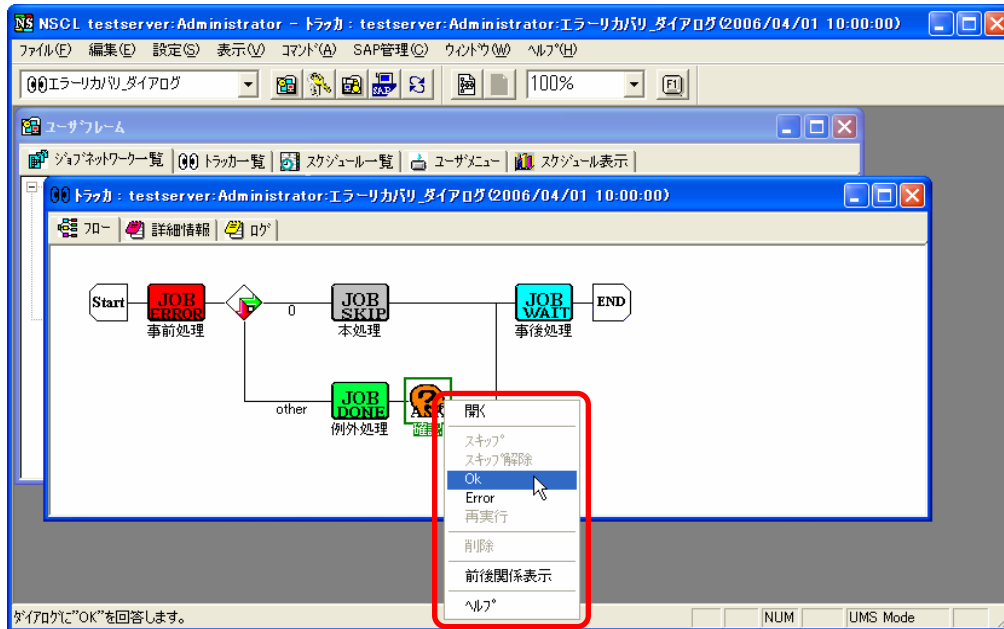 NS NSCL testserver:Administrator - トラッカ : testserver:Administrator:エラーリカバリ_ダイアログ(2006/04/01 10:00:00)
ファイル(F) 編集(E) 設定(S) 表示(V) コマンド(A) SAP管理(C) ウィンドウ(W) ヘルプ(H)
エラーリカバリ_ダイアログ SAP 100% F1
ユーザフレーム
ジョブネットワーク一覧 トラッカ一覧 スケジュール一覧 ユーザメニュー スケジュール表示
トラッカ : testserver:Administrator:エラーリカバリ_ダイアログ(2006/04/01 10:00:00)
フロー 詳細情報 ログ
Start JOB ERROR 0 JOB SKIP JOB WAIT END
事前処理 本処理 事後処理
other JOB DONE ASK
例外処理 確認
開く
スキップ
スキップ解除
Ok
Error
再実行
削除
前後関係表示
ヘルプ
ダイアログに"OK"を回答します。 NUM UMS Mode